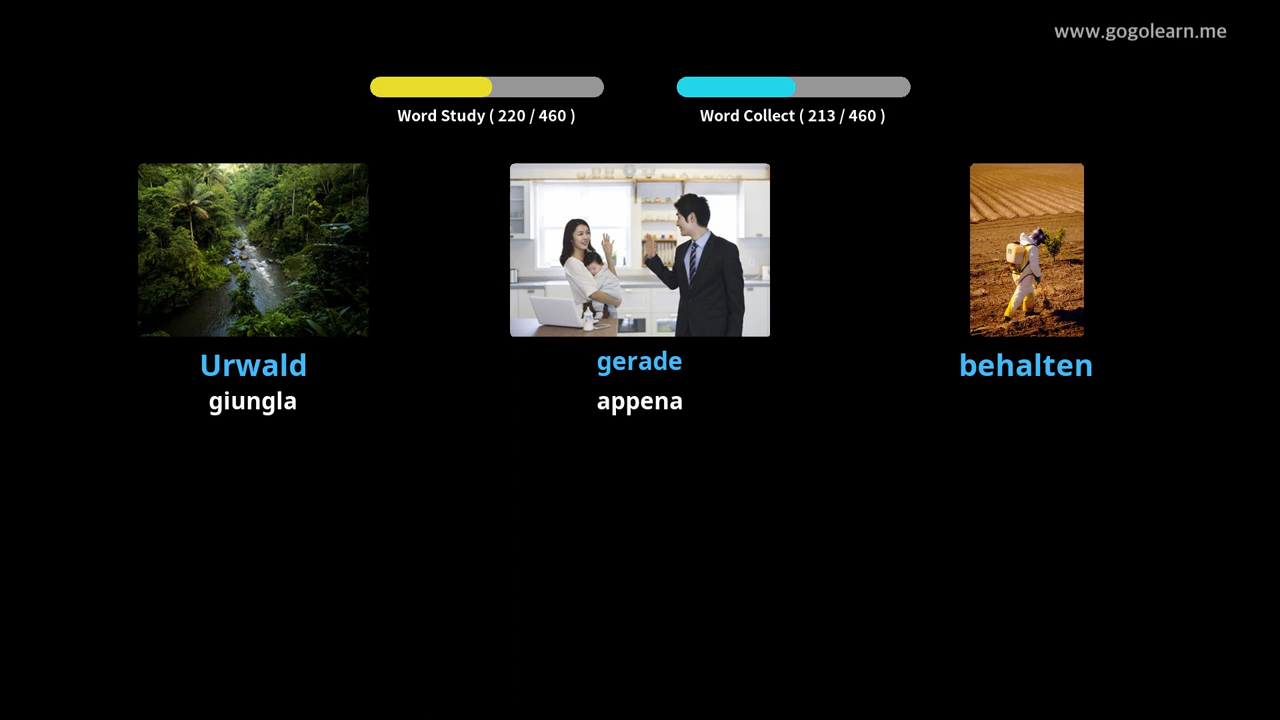 www.gogolearn.me
Word Study ( 220 / 460 )
Word Collect ( 213 / 460 )
Urwald
giungla
gerade
appena
behalten